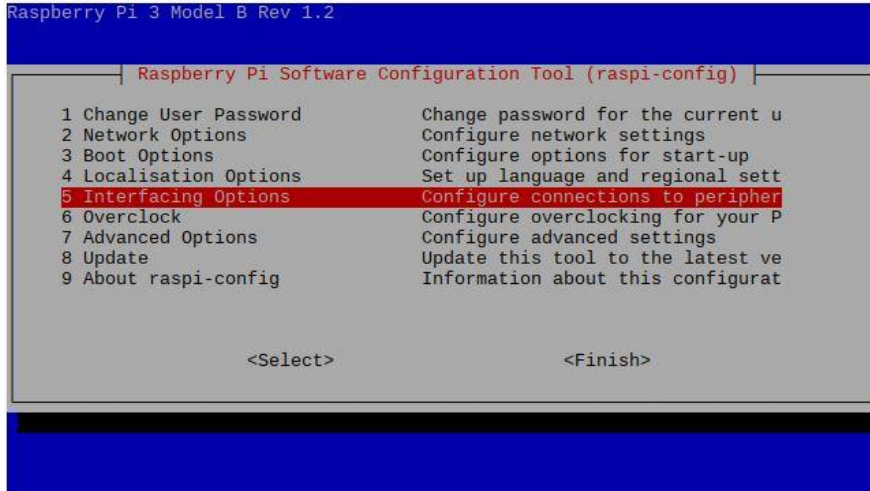 Raspberry Pi 3 Model B Rev 1.2
Raspberry Pi Software Configuration Tool (raspi-config)
1 Change User Password Change password for the current u
2 Network Options Configure network settings
3 Boot Options Configure options for start-up
4 Localisation Options Set up language and regional sett
5 Interfacing Options Configure connections to peripher
6 Overclock Configure overclocking for your P
7 Advanced Options Configure advanced settings
8 Update Update this tool to the latest ve
9 About raspi-config Information about this configurat
<Select> <Finish>